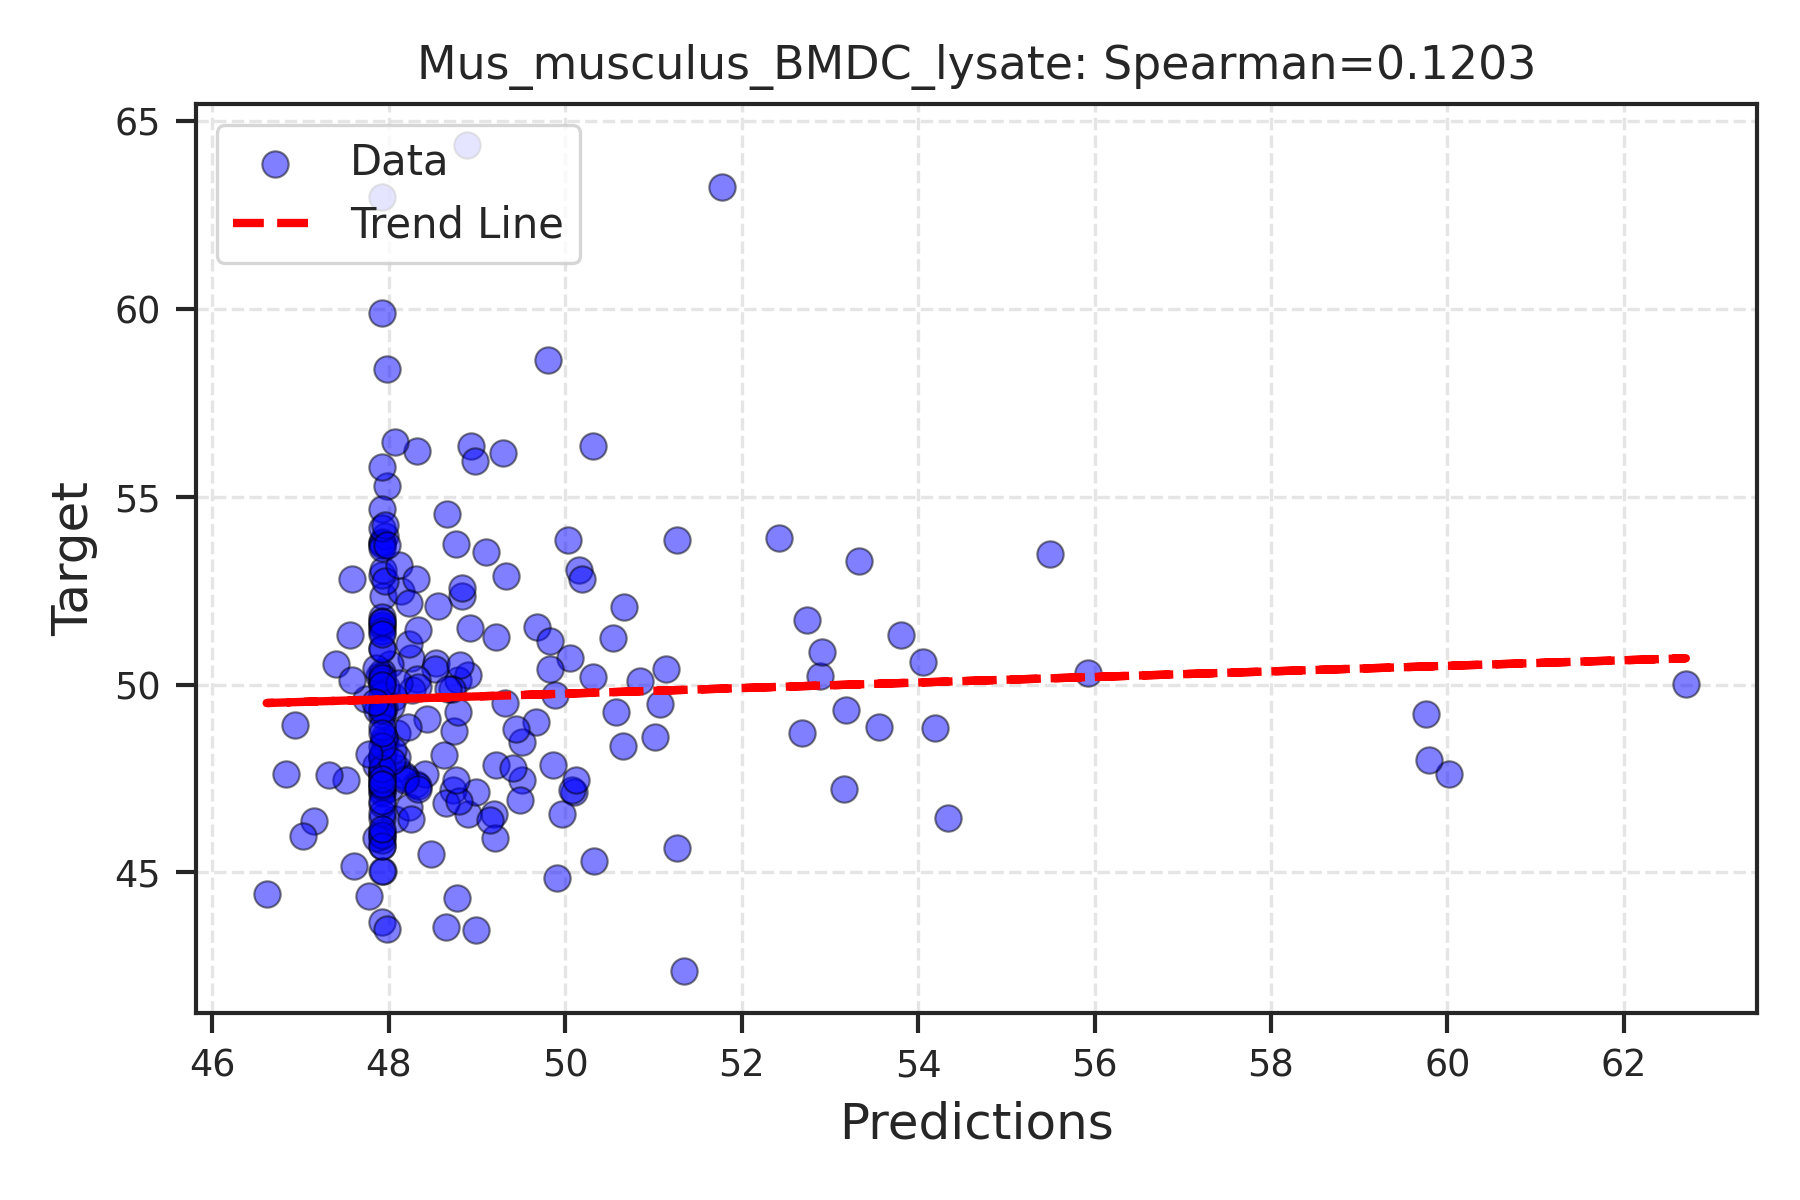 Mus_musculus_BMDC_lysate: Spearman=0.1203
Data
Trend Line
65
60
55
50
45
Target
46 48 50 52 54 56 58 60 62
Predictions